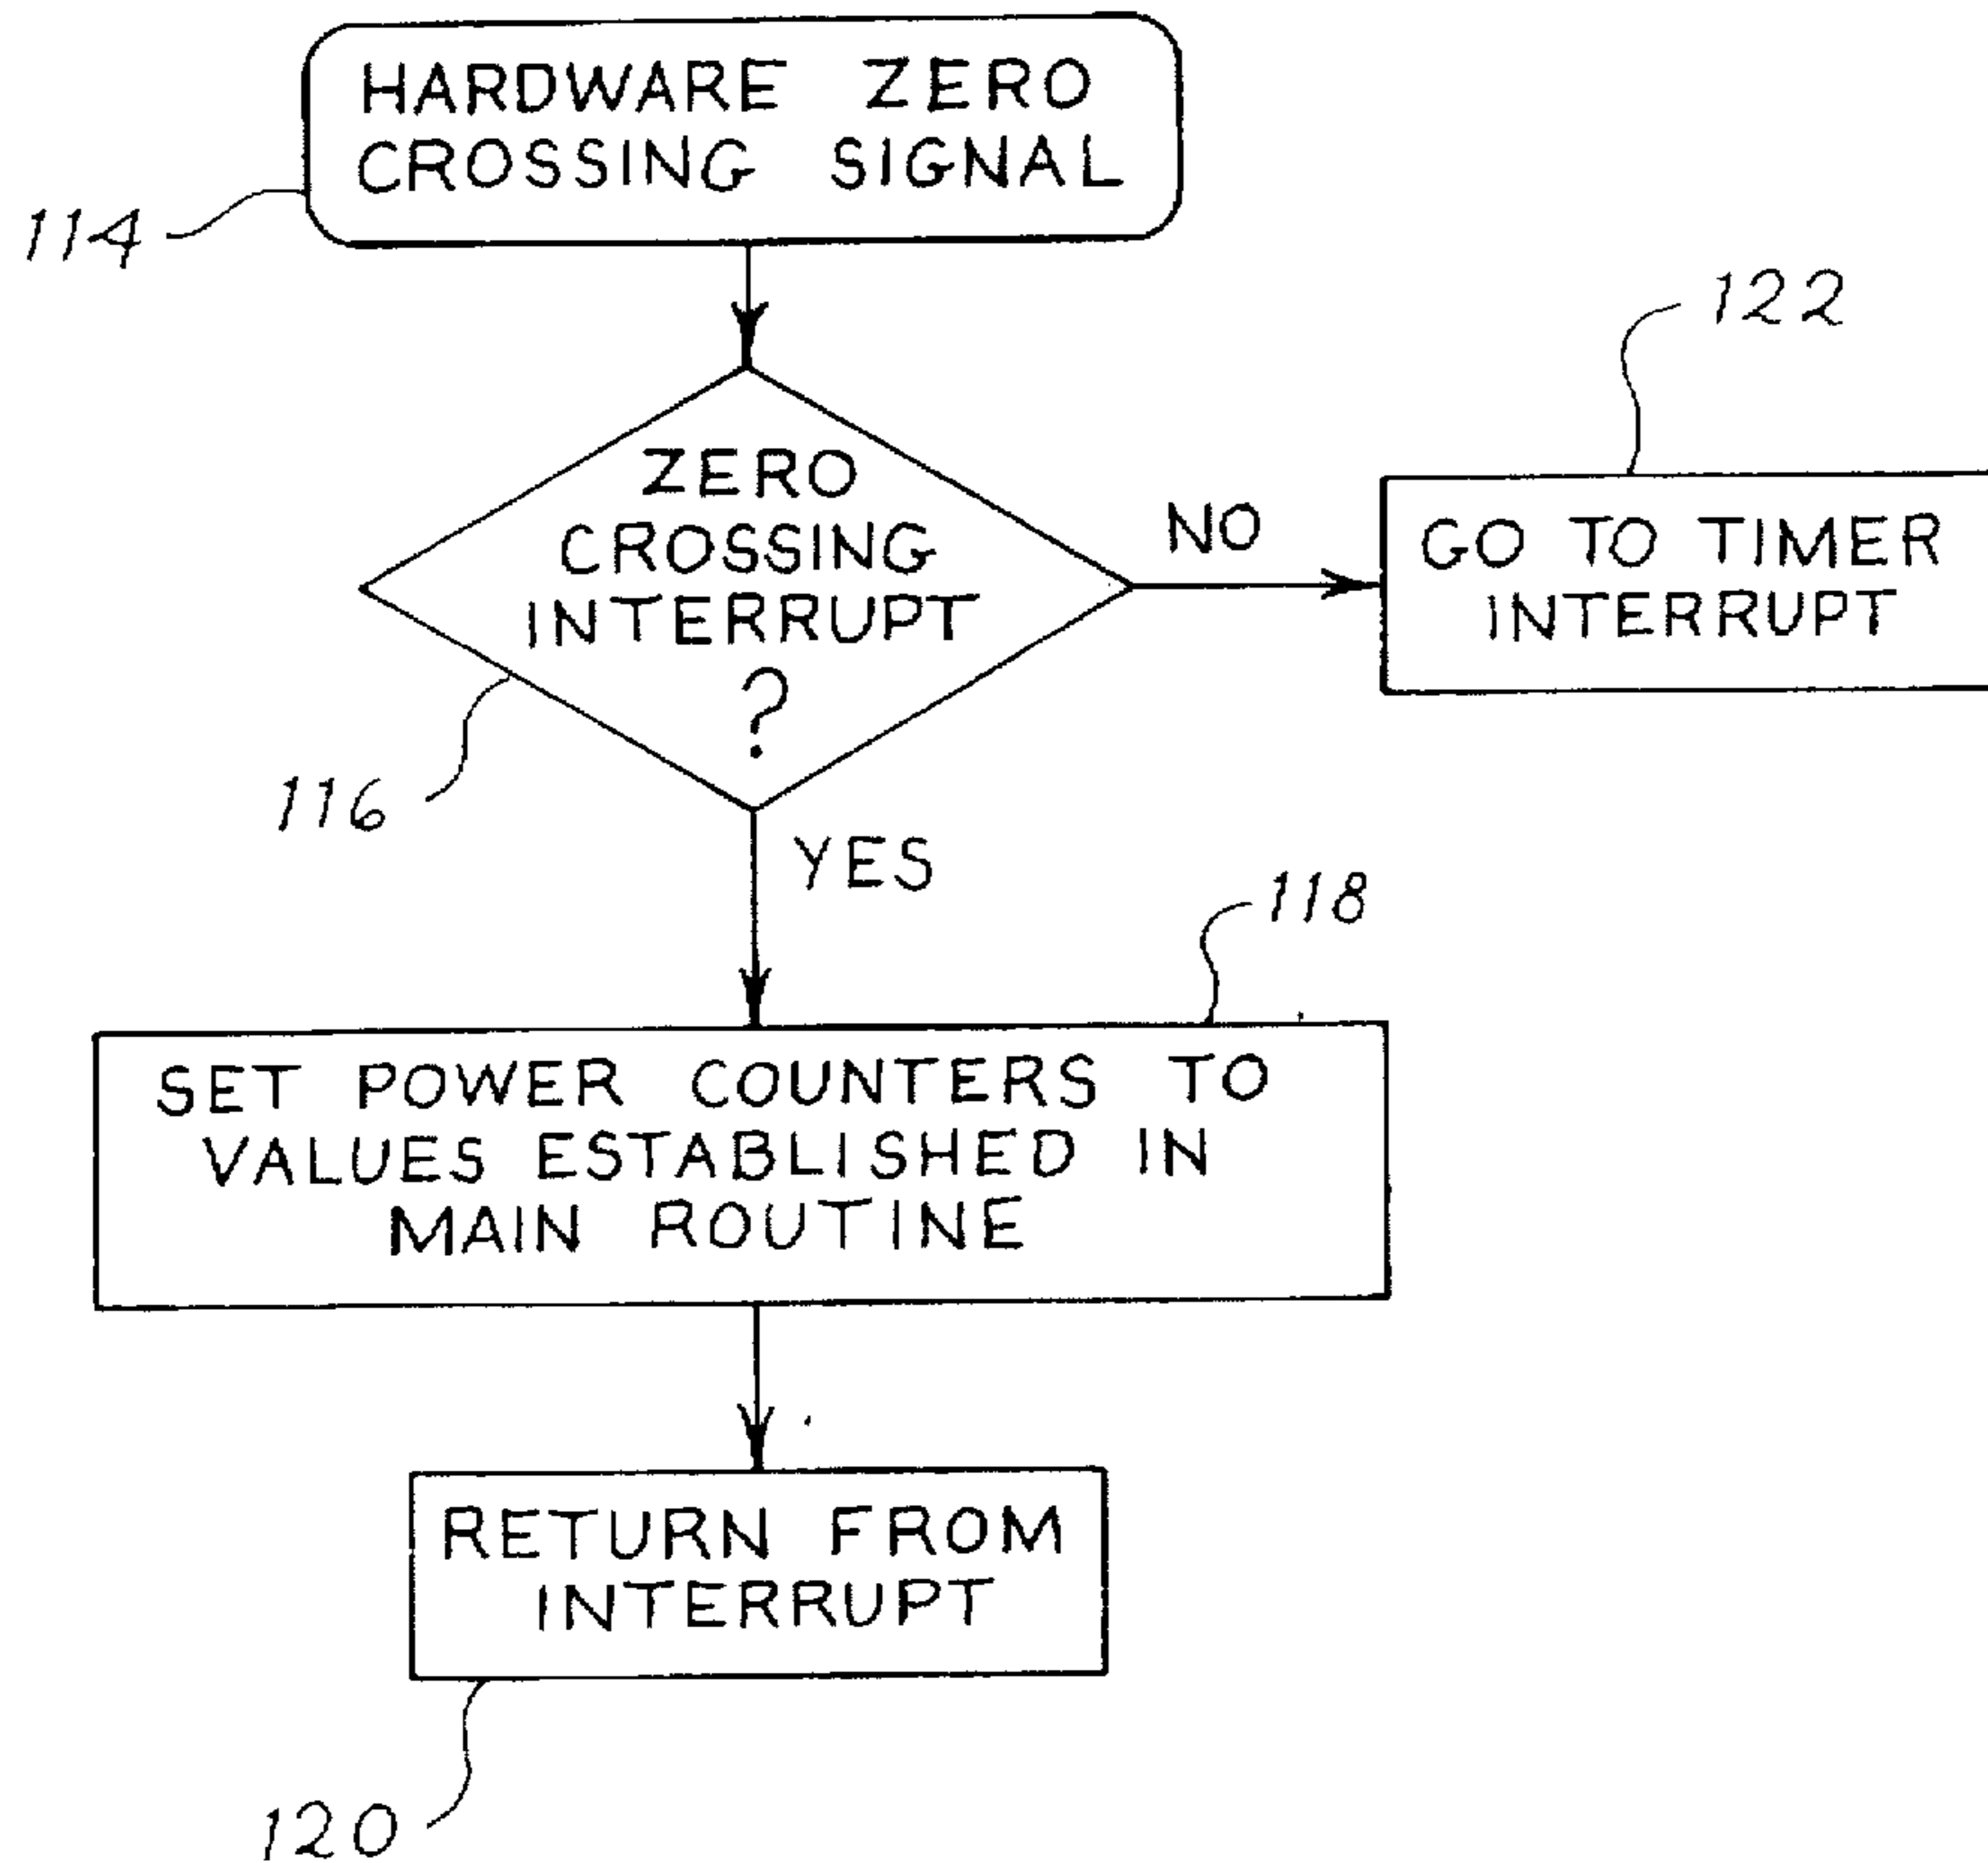 HARDWARE ZERO
CROSSING SIGNAL
114
122
ZERO
CROSSING
INTERRUPT
?
NO
GO TO TIMER
INTERRUPT
116
YES
118
SET POWER COUNTERS TO
VALUES ESTABLISHED IN
MAIN ROUTINE
RETURN FROM
INTERRUPT
120